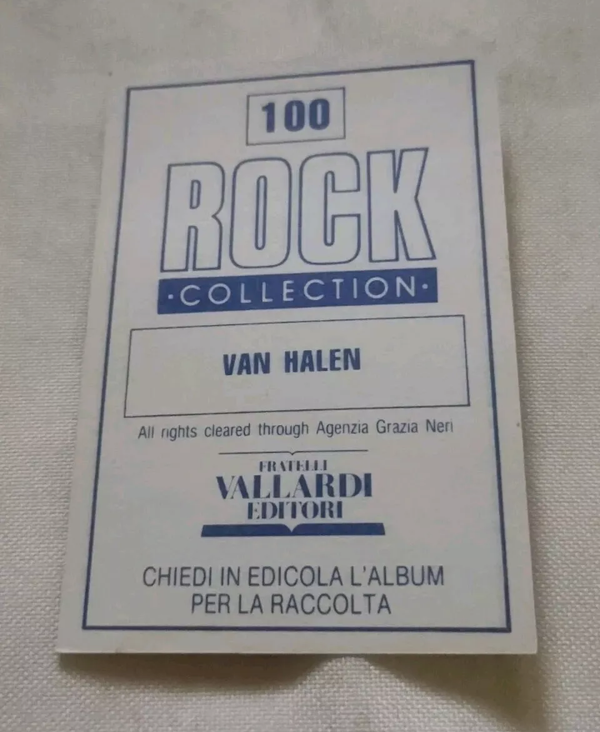 100
ROCK
·COLLECTION·
VAN HALEN
All rights cleared through Agenzia Grazia Neri
FRATELLI
VALLARDI
EDITORI
CHIEDI IN EDICOLA L'ALBUM
PER LA RACCOLTA